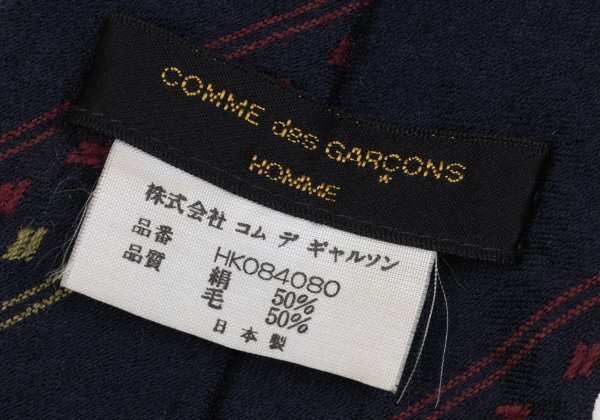 COMME des GARÇONS
HOMME *
株式会社 コム デ ギャルソン
品番 HK084080
品質 絹 50%
毛 50%
日本製